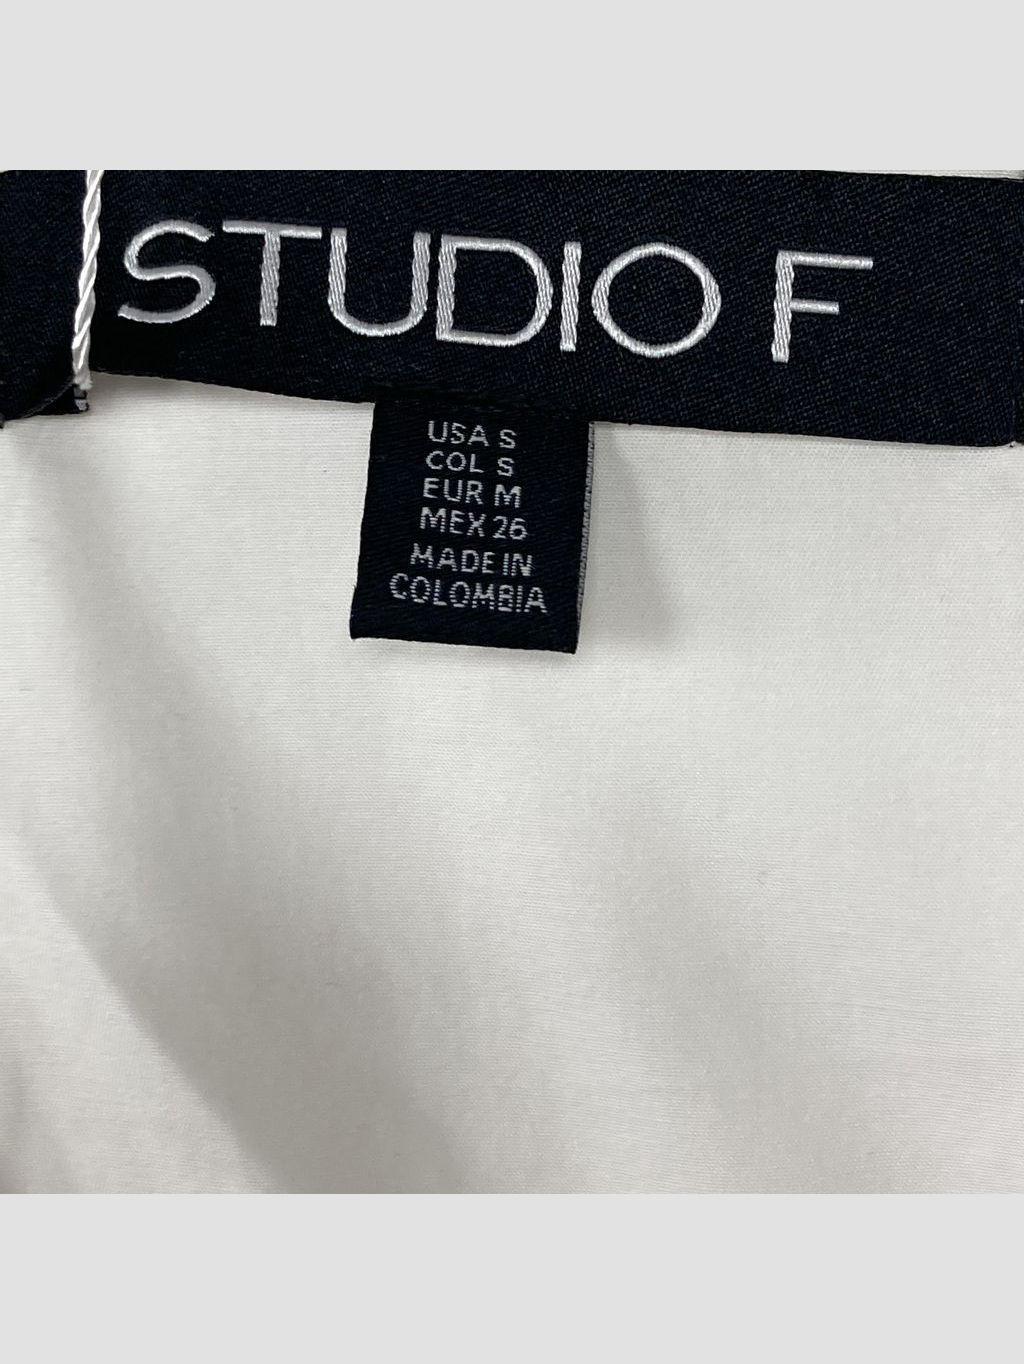 STUDIO F
USA S
COL S
EUR M
MEX 26
MADE IN
COLOMBIA